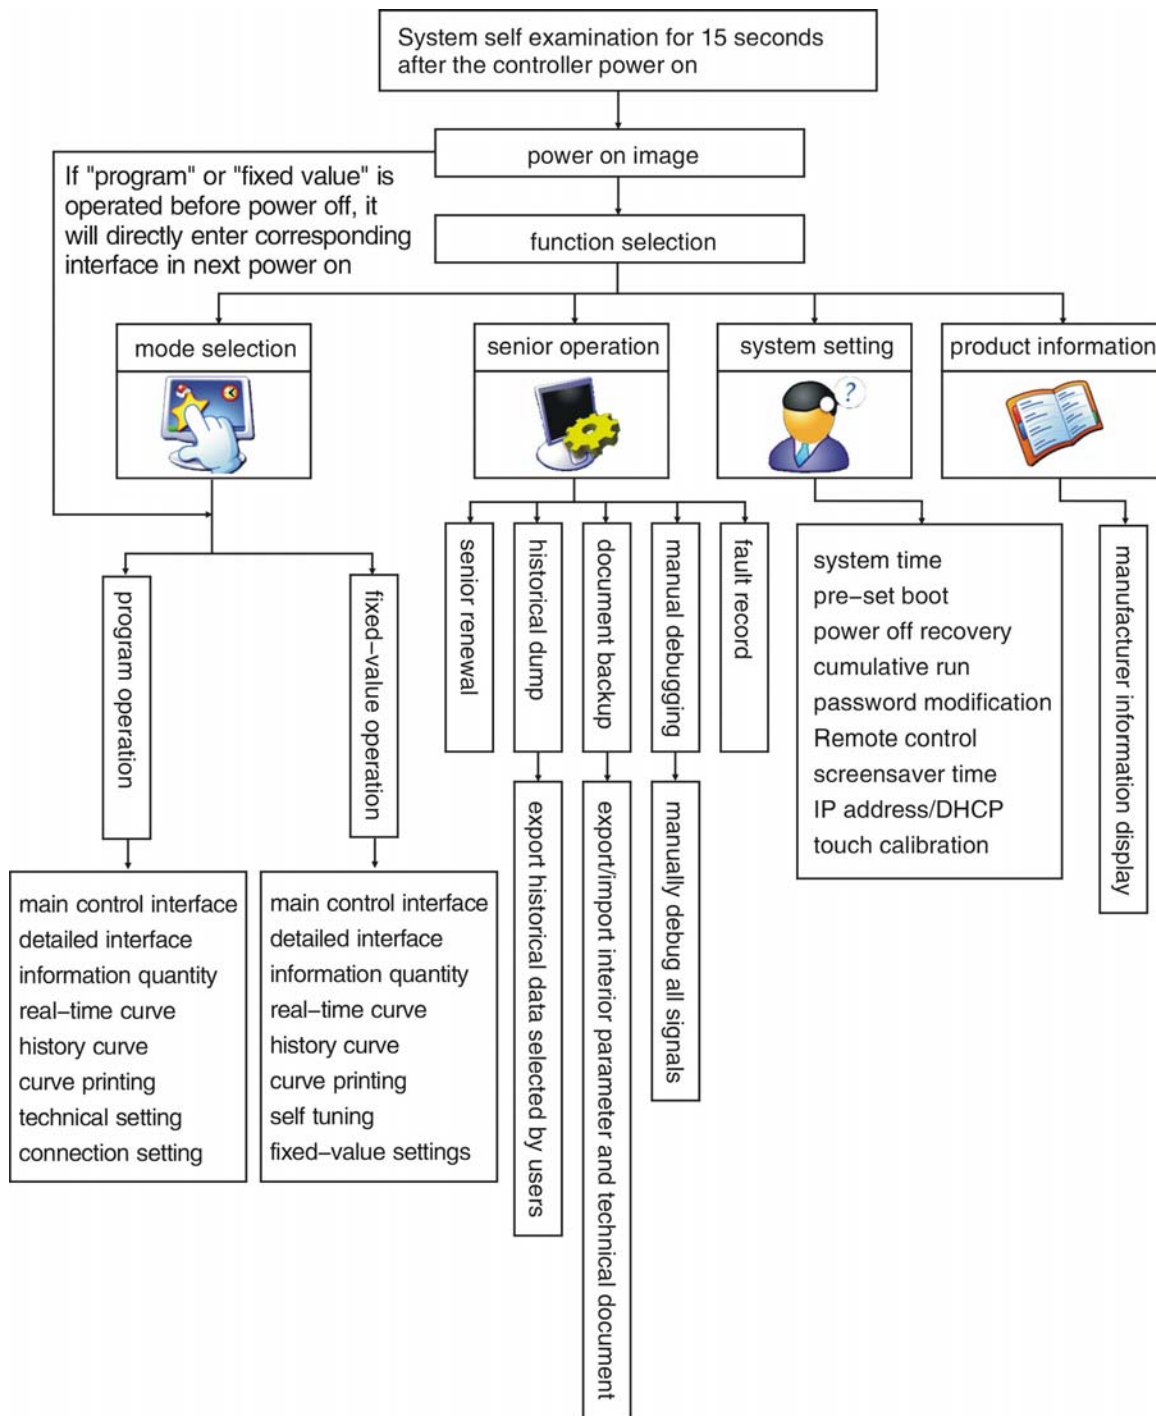 System self examination for 15 seconds
after the controller power on
power on image
If "program" or "fixed value" is
operated before power off, it
will directly enter corresponding
interface in next power on
function selection
mode selection
senior operation
system setting
product information
?
program operation
fixed-value operation
senior renewal
historical dump
document backup
manual debugging
fault record
system time
pre-set boot
power off recovery
cumulative run
password modification
Remote control
screensaver time
IP address/DHCP
touch calibration
manufacturer information display
main control interface
detailed interface
information quantity
real-time curve
history curve
curve printing
technical setting
connection setting
main control interface
detailed interface
information quantity
real-time curve
history curve
curve printing
self tuning
fixed-value settings
export historical data selected by users
export/import interior parameter and technical document
manually debug all signals